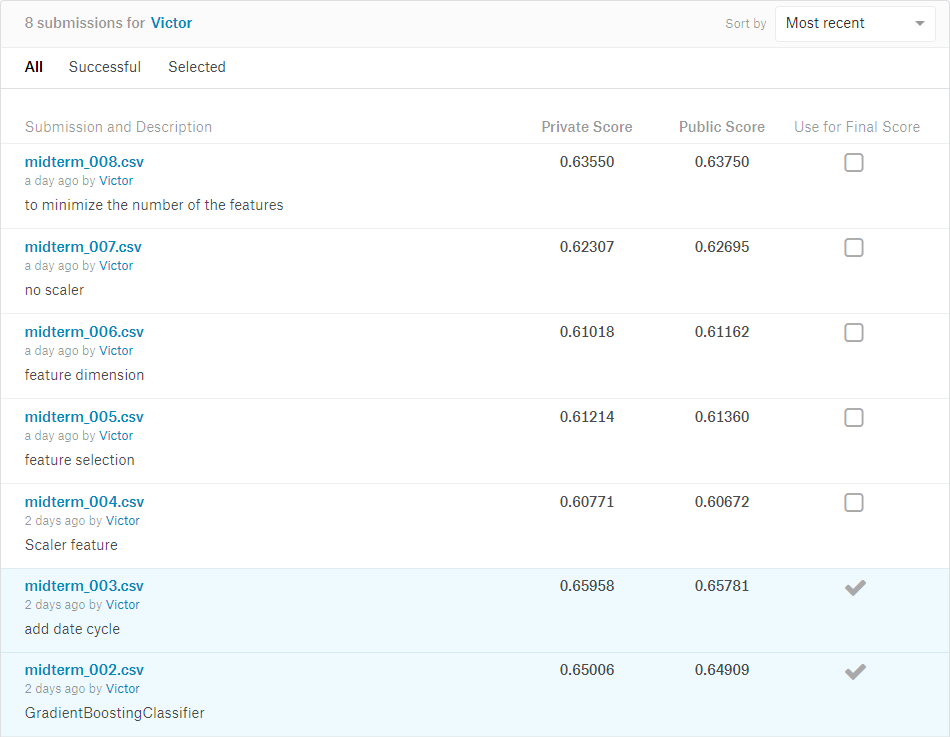 8 submissions for Victor
Sort by Most recent
All Successful Selected
Submission and Description Private Score Public Score Use for Final Score
midterm_008.csv 0.63550 0.63750
a day ago by Victor
to minimize the number of the features
midterm_007.csv 0.62307 0.62695
a day ago by Victor
no scaler
midterm_006.csv 0.61018 0.61162
a day ago by Victor
feature dimension
midterm_005.csv 0.61214 0.61360
a day ago by Victor
feature selection
midterm_004.csv 0.60771 0.60672
2 days ago by Victor
Scaler feature
midterm_003.csv 0.65958 0.65781
2 days ago by Victor
add date cycle
midterm_002.csv 0.65006 0.64909
2 days ago by Victor
GradientBoostingClassifier